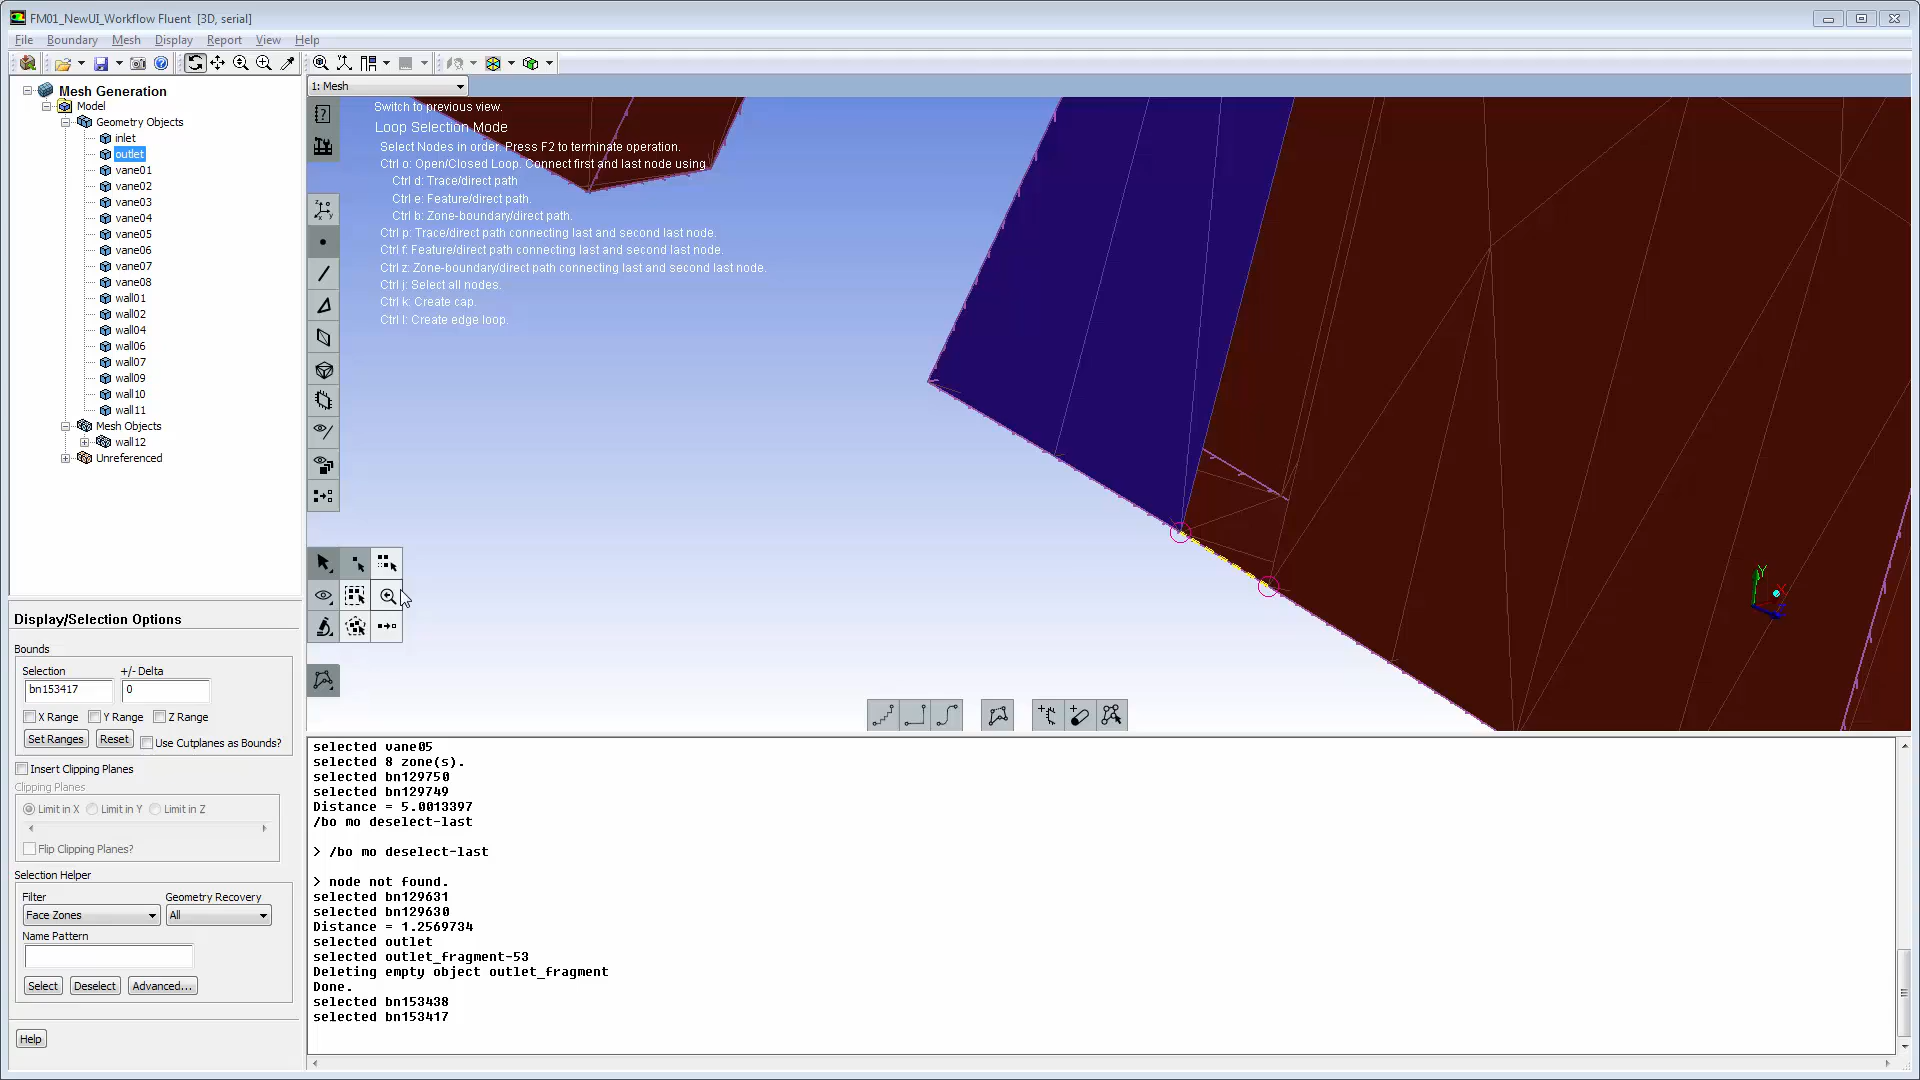 FM01_NewUI_Workflow Fluent [3D, serial]
File Boundary Mesh Display Report View Help
1: Mesh
Mesh Generation
Model
Geometry Objects
inlet
outlet
vane01
vane02
vane03
vane04
vane05
vane06
vane07
vane08
wall01
wall02
wall04
wall06
wall07
wall09
wall10
wall11
Mesh Objects
wall12
Unreferenced
Switch to previous view.
Loop Selection Mode
Select Nodes in order. Press F2 to terminate operation.
Ctrl o: Open/Closed Loop. Connect first and last node using
Ctrl d: Trace/direct path
Ctrl e: Feature/direct path.
Ctrl b: Zone-boundary/direct path.
Ctrl p: Trace/direct path connecting last and second last node.
Ctrl f: Feature/direct path connecting last and second last node.
Ctrl z: Zone-boundary/direct path connecting last and second last node.
Ctrl j: Select all nodes.
Ctrl k: Create cap.
Ctrl l: Create edge loop.
Y
X
Z
Display/Selection Options
Bounds
Selection +/- Delta
bn153417 0
X Range Y Range Z Range
Set Ranges Reset Use Cutplanes as Bounds?
Insert Clipping Planes
Clipping Planes
Limit in X Limit in Y Limit in Z
Flip Clipping Planes?
Selection Helper
Filter Geometry Recovery
Face Zones All
Name Pattern
Select Deselect Advanced...
Help
selected vane05
selected 8 zone(s).
selected bn129750
selected bn129749
Distance = 5.0013397
/bo mo deselect-last
> /bo mo deselect-last
> node not found.
selected bn129631
selected bn129630
Distance = 1.2569734
selected outlet
selected outlet_fragment-53
Deleting empty object outlet_fragment
Done.
selected bn153438
selected bn153417